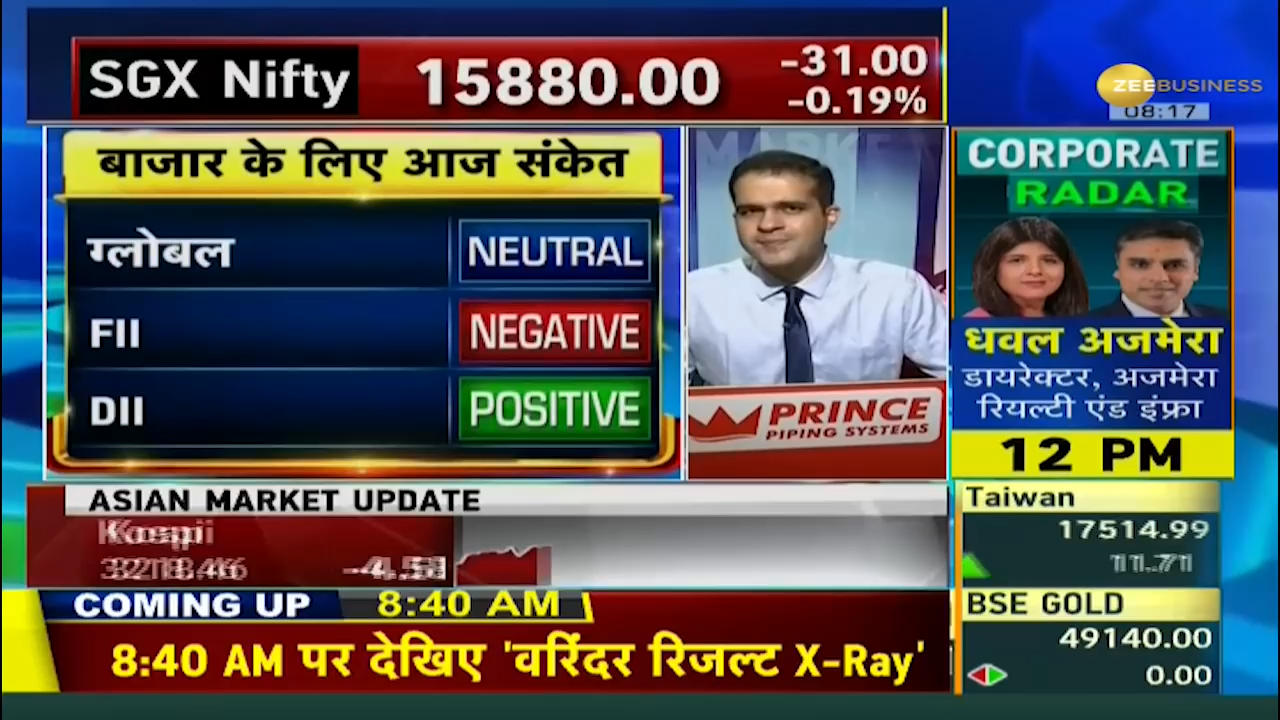 SGX Nifty 15880.00 -31.00
-0.19%
ZEEBUSINESS
08:17
बाजार के लिए आज संकेत
ग्लोबल NEUTRAL
FII NEGATIVE
DII POSITIVE
PRINCE
PIPING SYSTEMS
CORPORATE
RADAR
धवल अजमेरा
डायरेक्टर, अजमेरा
रियल्टी एंड इंफ्रा
12 PM
ASIAN MARKET UPDATE
Taiwan
17514.99
11.71
BSE GOLD
49140.00
0.00
COMING UP 8:40 AM
8:40 AM पर देखिए 'वरिंदर रिजल्ट X-Ray'